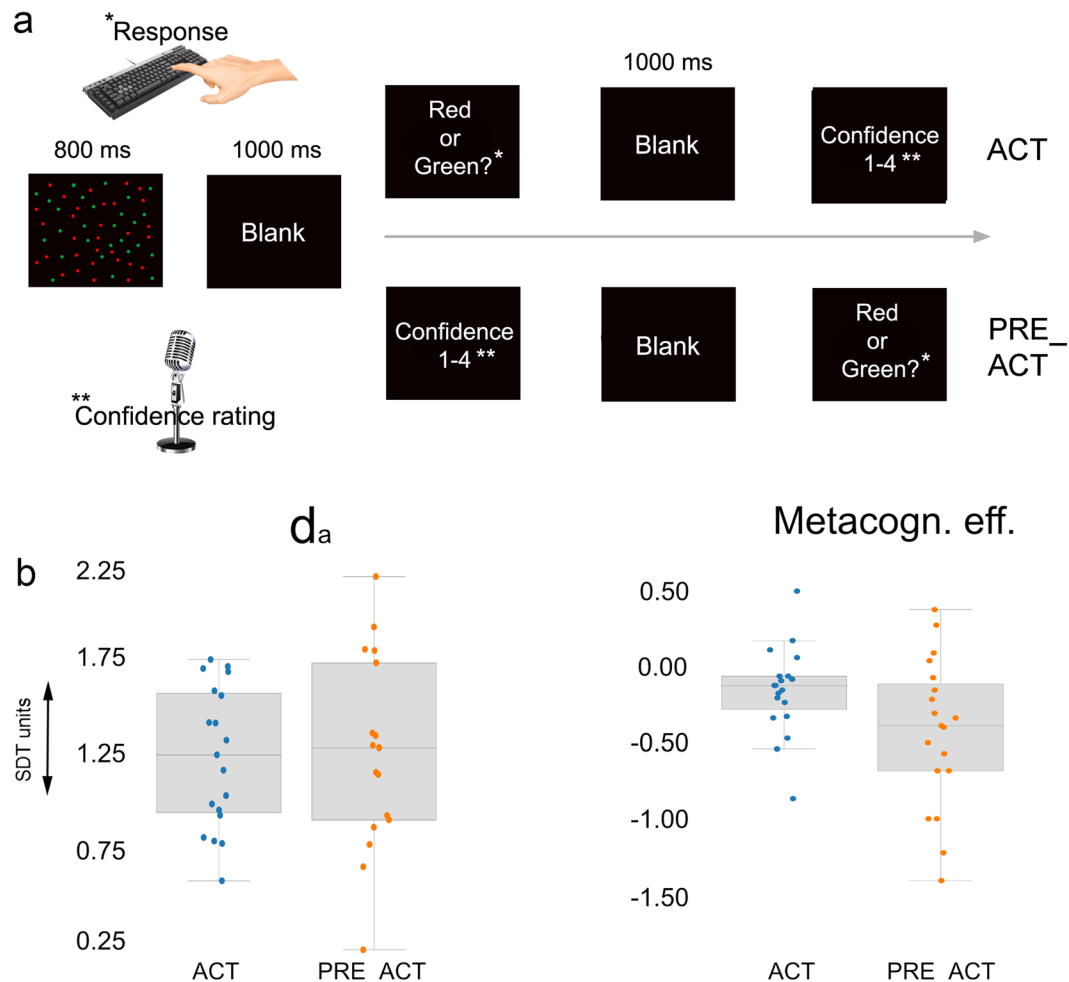 a
*Response
800 ms
1000 ms
Blank
Red
or
Green?*
1000 ms
Blank
Confidence
1-4 **
ACT
Confidence
1-4 **
Blank
Red
or
Green?*
PRE_
ACT
**Confidence rating
b
da
SDT units
2.25
1.75
1.25
0.75
0.25
ACT
PRE ACT
Metacogn. eff.
0.50
0.00
-0.50
-1.00
-1.50
ACT
PRE ACT